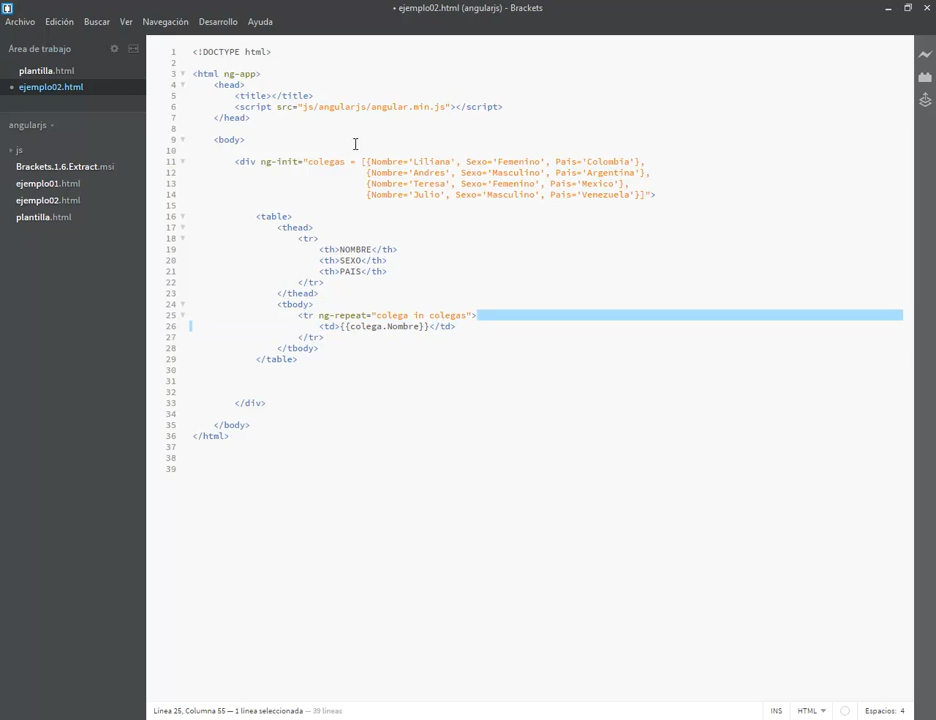 • ejemplo02.html (angularjs) - Brackets
Archivo Edición Buscar Ver Navegación Desarrollo Ayuda
Área de trabajo
plantilla.html
• ejemplo02.html
angularjs
js
Brackets.1.6.Extract.msi
ejemplo01.html
ejemplo02.html
plantilla.html
1 <!DOCTYPE html>
2
3 <html ng-app>
4 <head>
5 <title></title>
6 <script src="js/angularjs/angular.min.js"></script>
7 </head>
8
9 <body>
10
11 <div ng-init="colegas = [{Nombre='Liliana', Sexo='Femenino', Pais='Colombia'},
12 {Nombre='Andres', Sexo='Masculino', Pais='Argentina'},
13 {Nombre='Teresa', Sexo='Femenino', Pais='Mexico'},
14 {Nombre='Julio', Sexo='Masculino', Pais='Venezuela'}]">
15
16 <table>
17 <thead>
18 <tr>
19 <th>NOMBRE</th>
20 <th>SEXO</th>
21 <th>PAIS</th>
22 </tr>
23 </thead>
24 <tbody>
25 <tr ng-repeat="colega in colegas">
26 <td>{{colega.Nombre}}</td>
27 </tr>
28 </tbody>
29 </table>
30
31
32
33 </div>
34
35 </body>
36 </html>
37
38
39
Línea 25, Columna 55 — 1 línea seleccionada — 39 líneas
INS HTML Espacios: 4